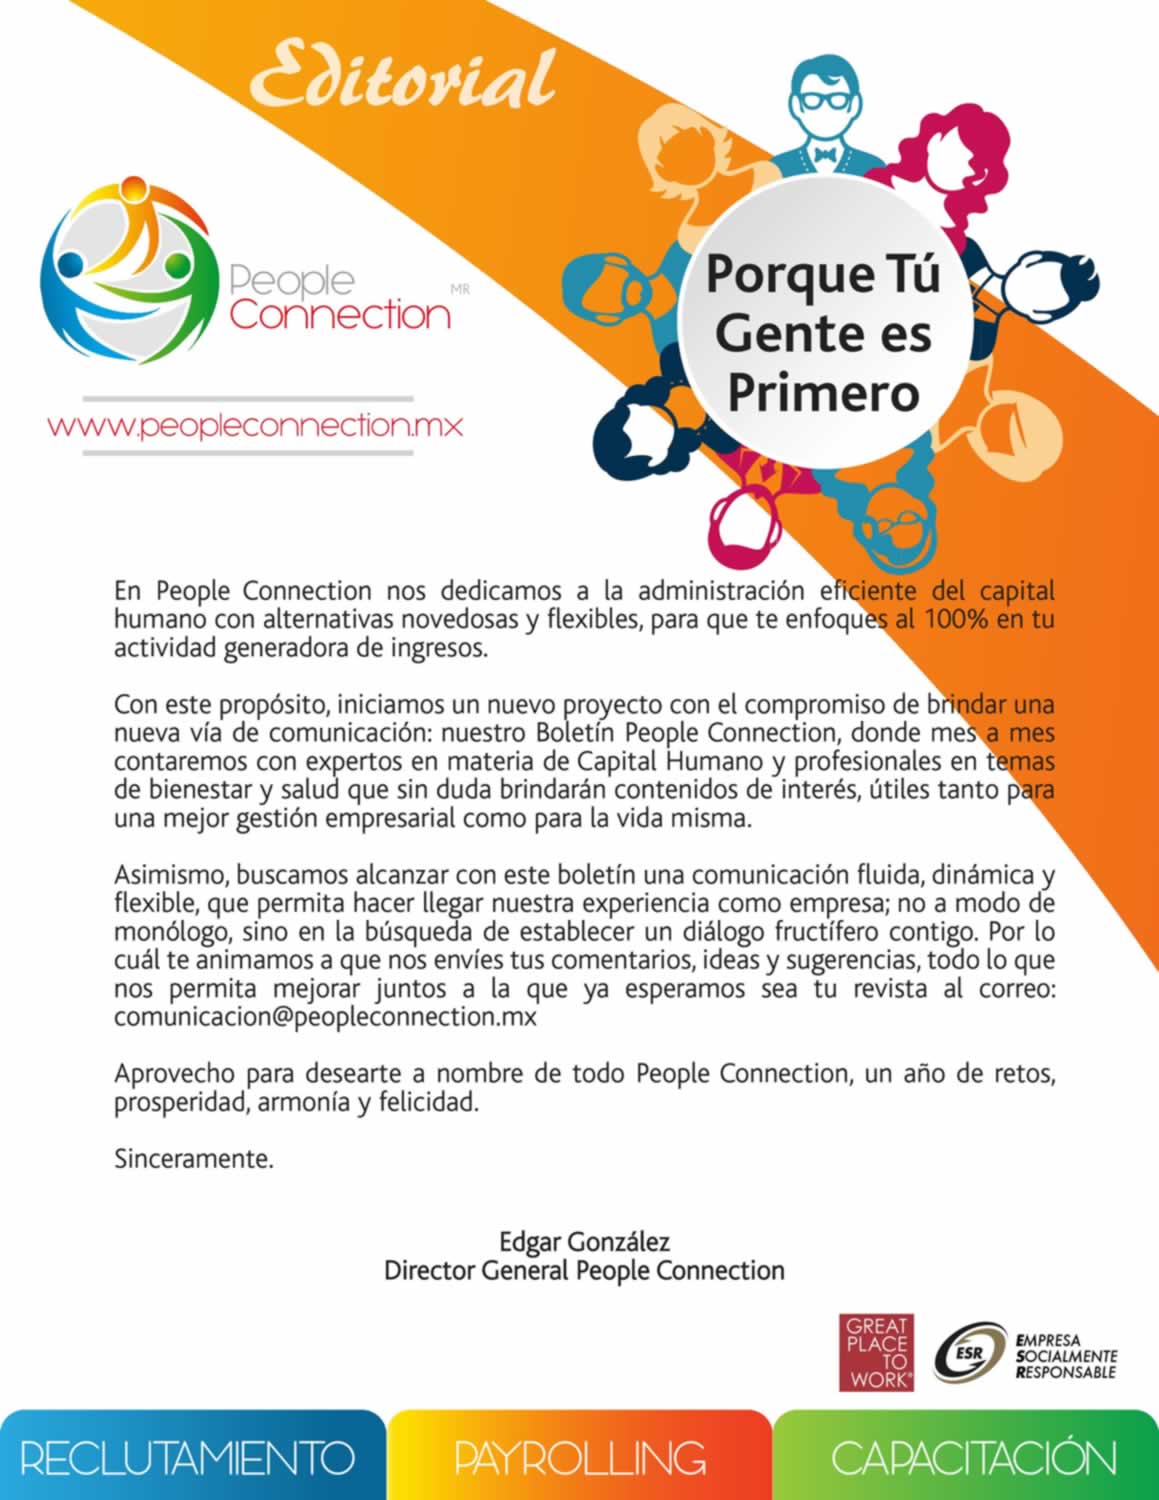 Editorial
People
Connection MR
www.peopleconnection.mx
Porque Tú
Gente es
Primero
En People Connection nos dedicamos a la administración eficiente del capital
humano con alternativas novedosas y flexibles, para que te enfoques al 100% en tu
actividad generadora de ingresos.
Con este propósito, iniciamos un nuevo proyecto con el compromiso de brindar una
nueva vía de comunicación: nuestro Boletín People Connection, donde mes a mes
contaremos con expertos en materia de Capital Humano y profesionales en temas
de bienestar y salud que sin duda brindarán contenidos de interés, útiles tanto para
una mejor gestión empresarial como para la vida misma.
Asimismo, buscamos alcanzar con este boletín una comunicación fluida, dinámica y
flexible, que permita hacer llegar nuestra experiencia como empresa; no a modo de
monólogo, sino en la búsqueda de establecer un diálogo fructífero contigo. Por lo
cuál te animamos a que nos envíes tus comentarios, ideas y sugerencias, todo lo que
nos permita mejorar juntos a la que ya esperamos sea tu revista al correo:
comunicacion@peopleconnection.mx
Aprovecho para desearte a nombre de todo People Connection, un año de retos,
prosperidad, armonía y felicidad.
Sinceramente.
Edgar González
Director General People Connection
GREAT
PLACE
TO
WORK®
ESR
EMPRESA
SOCIALMENTE
RESPONSABLE
RECLUTAMIENTO
PAYROLLING
CAPACITACIÓN